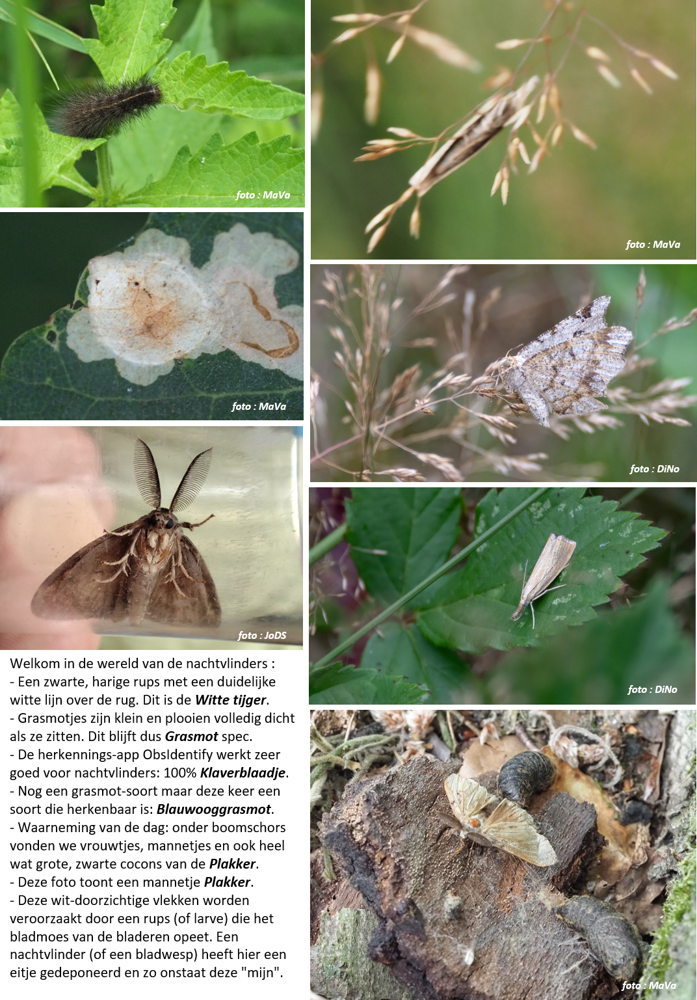 foto : MaVa
foto : MaVa
foto : MaVa
foto : DiNo
foto : JoDS
foto : DiNo
Welkom in de wereld van de nachtvlinders :
- Een zwarte, harige rups met een duidelijke
witte lijn over de rug. Dit is de Witte tijger.
- Grasmotjes zijn klein en plooien volledig dicht
als ze zitten. Dit blijft dus Grasmot spec.
- De herkennings-app ObsIdentify werkt zeer
goed voor nachtvlinders: 100% Klaverblaadje.
- Nog een grasmot-soort maar deze keer een
soort die herkenbaar is: Blauwooggrasmot.
- Waarneming van de dag: onder boomschors
vonden we vrouwtjes, mannetjes en ook heel
wat grote, zwarte cocons van de Plakker.
- Deze foto toont een mannetje Plakker.
- Deze wit-doorzichtige vlekken worden
veroorzaakt door een rups (of larve) die het
bladmoes van de bladeren opeet. Een
nachtvlinder (of een bladwesp) heeft hier een
eitje gedeponeerd en zo onstaat deze "mijn".
foto : MaVa